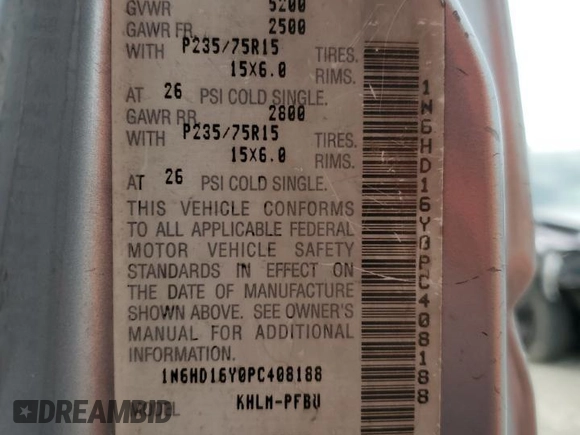 GVWR 5200
GAWR FR. 2500
WITH P235/75R15 TIRES.
15X6.0 RIMS.
AT 26 PSI COLD SINGLE.
GAWR RR. 2800
WITH P235/75R15 TIRES.
15X6.0 RIMS.
AT 26 PSI COLD SINGLE.
THIS VEHICLE CONFORMS
TO ALL APPLICABLE FEDERAL
MOTOR VEHICLE SAFETY
STANDARDS IN EFFECT ON
THE DATE OF MANUFACTURE
SHOWN ABOVE. SEE OWNER'S
MANUAL FOR ADDITIONAL
INFORMATION.
1N6HD16Y0PC408188
MODEL KHLM-PFBU
1N6HD16Y0PC408188
DEALERS HISTORY